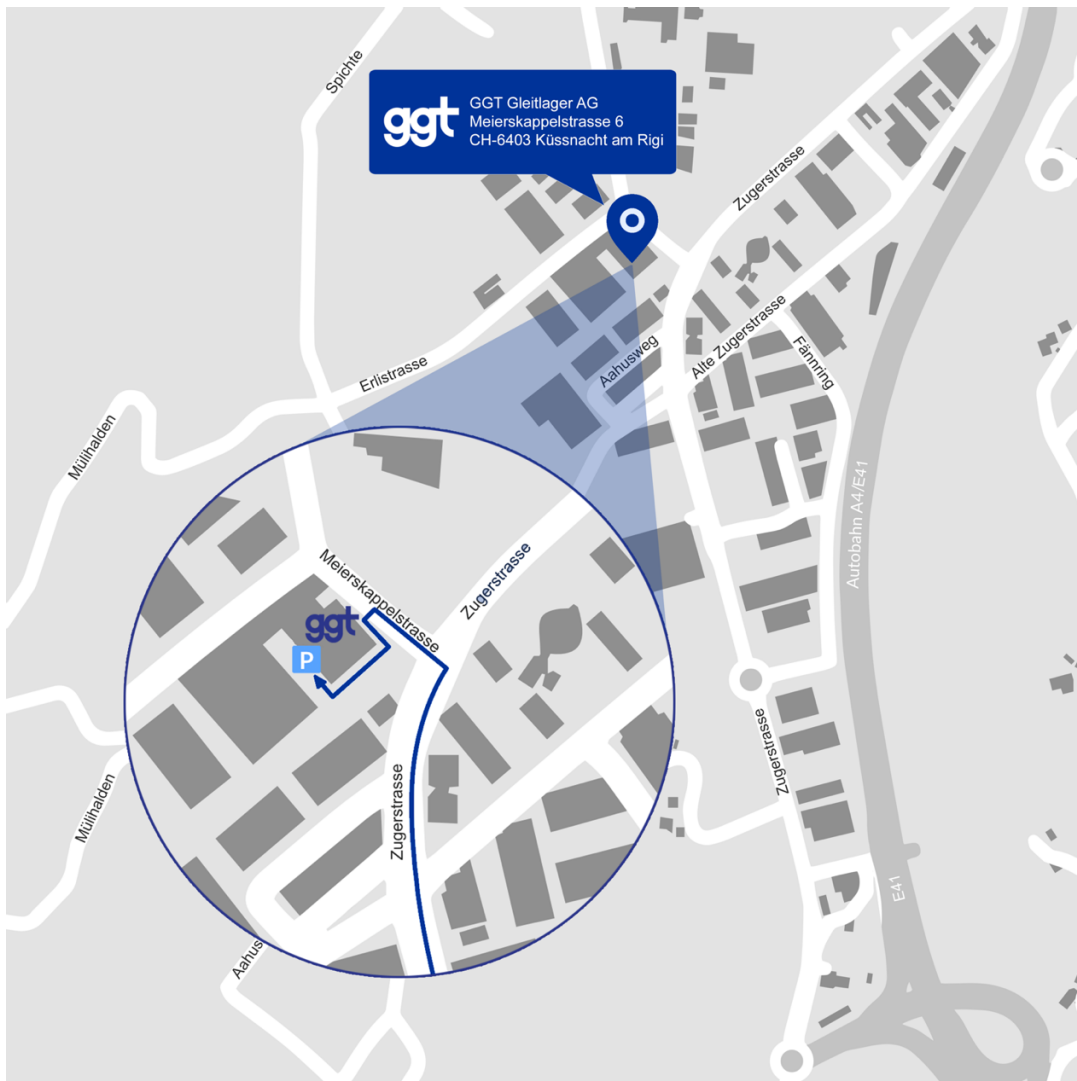 Spichte
ggt
GGT Gleitlager AG
Meierskappelstrasse 6
CH-6403 Küssnacht am Rigi
Zugerstrasse
Alte Zugerstrasse
Aahusweg
Fännring
Erlistrasse
Mülihalden
Autobahn A4/E41
Zugerstrasse
Meierskappelstrasse
ggt
P
Zugerstrasse
Zugerstrasse
Mülihalden
E41
Aahus